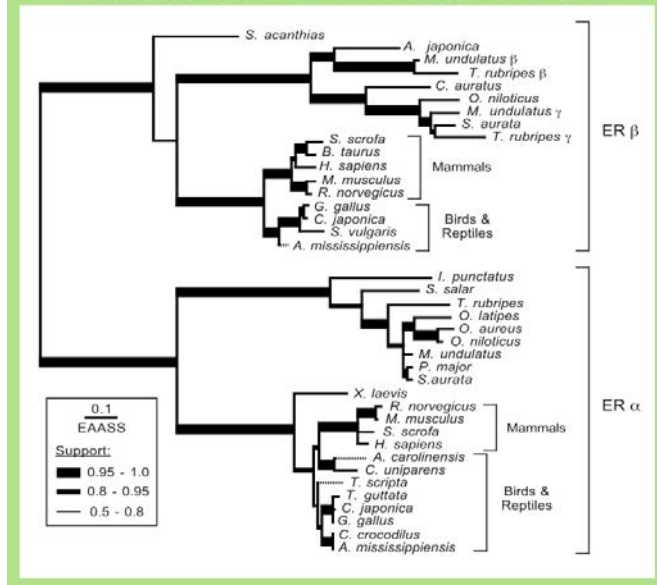 S. acanthias
A. japonica
M. undulatus β
T. rubripes β
C. auratus
O. niloticus
M. undulatus γ
S. aurata
T. rubripes γ
ER β
S. scrofa
B. taurus
H. sapiens
M. musculus
R. norvegicus
Mammals
G. gallus
C. japonica
S. vulgaris
A. mississippiensis
Birds &
Reptiles
I. punctatus
S. salar
T. rubripes
O. latipes
O. aureus
O. niloticus
M. undulatus
P. major
S.aurata
ER α
X. laevis
R. norvegicus
M. musculus
S. scrofa
H. sapiens
Mammals
A. carolinensis
C. uniparens
T. scripta
T. guttata
C. japonica
G. gallus
C. crocodilus
A. mississippiensis
Birds &
Reptiles
0.1
EAASS
Support:
0.95 - 1.0
0.8 - 0.95
0.5 - 0.8